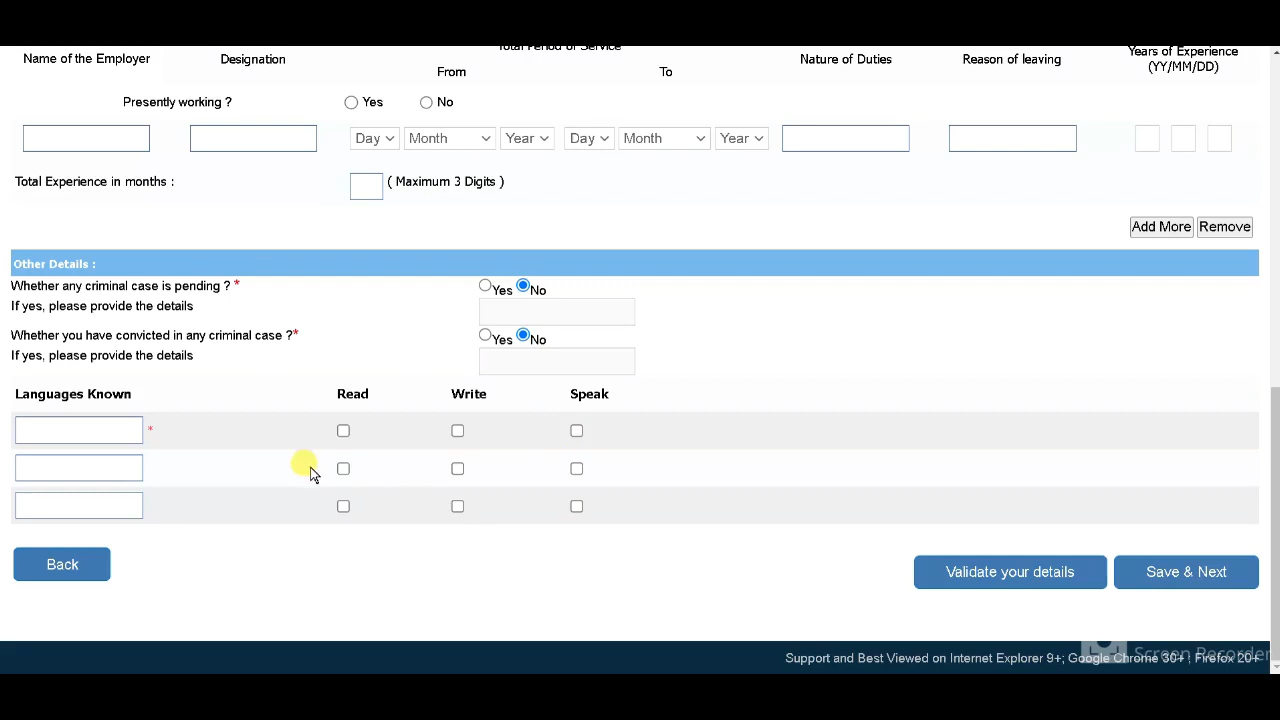 Total Period of Service
Name of the Employer Designation From To Nature of Duties Reason of leaving Years of Experience (YY/MM/DD)
Presently working ? Yes No
Day Month Year Day Month Year
Total Experience in months : ( Maximum 3 Digits )
Add More Remove
Other Details :
Whether any criminal case is pending ? * Yes No
If yes, please provide the details
Whether you have convicted in any criminal case ?* Yes No
If yes, please provide the details
Languages Known Read Write Speak
*
Back Validate your details Save & Next
Support and Best Viewed on Internet Explorer 9+; Google Chrome 30+ ; Firefox 20+
Screen Recorder